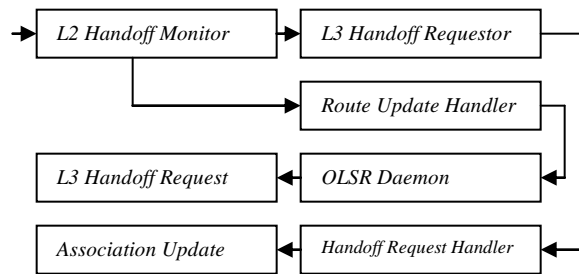 L2 Handoff Monitor
L3 Handoff Requestor
Route Update Handler
L3 Handoff Request
OLSR Daemon
Association Update
Handoff Request Handler